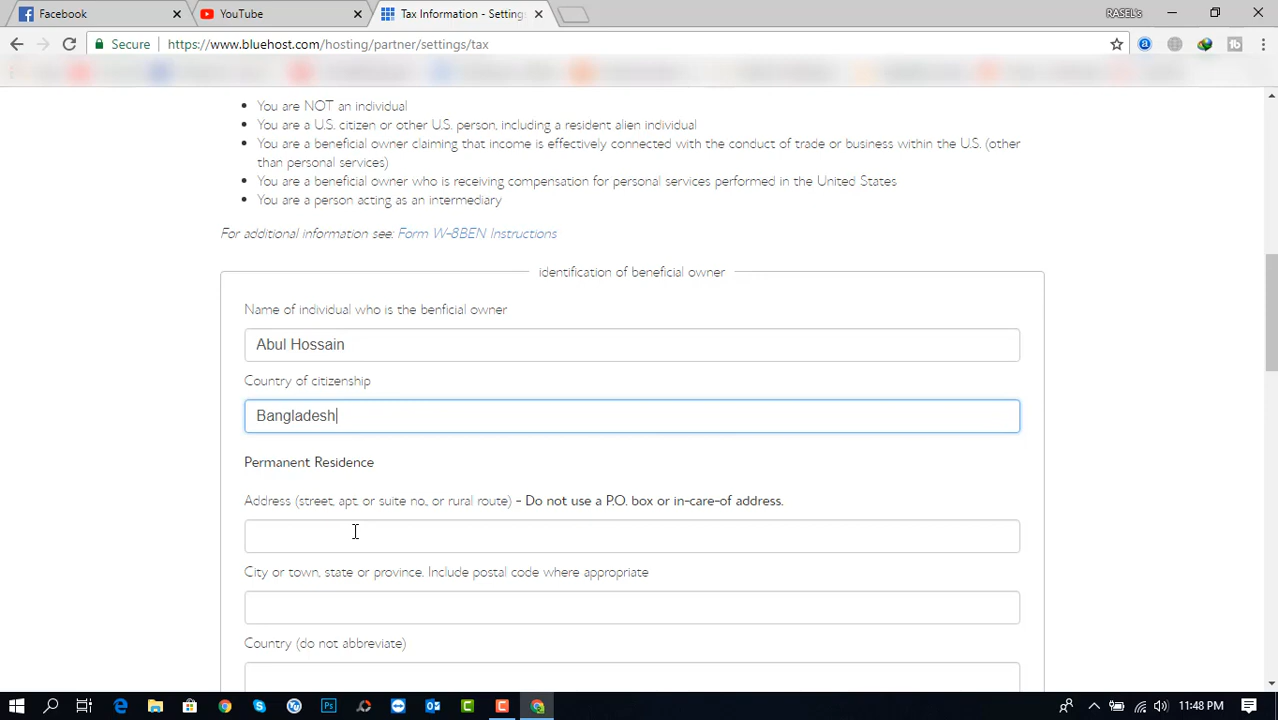 Facebook
YouTube
Tax Information - Settings
RASEL's
Secure https://www.bluehost.com/hosting/partner/settings/tax
You are NOT an individual
You are a U.S. citizen or other U.S. person, including a resident alien individual
You are a beneficial owner claiming that income is effectively connected with the conduct of trade or business within the U.S. (other
than personal services)
You are a beneficial owner who is receiving compensation for personal services performed in the United States
You are a person acting as an intermediary
For additional information see: Form W-8BEN Instructions
identification of beneficial owner
Name of individual who is the benficial owner
Abul Hossain
Country of citizenship
Bangladesh
Permanent Residence
Address (street, apt. or suite no., or rural route) - Do not use a P.O. box or in-care-of address.
City or town, state or province. Include postal code where appropriate
Country (do not abbreviate)
11:48 PM